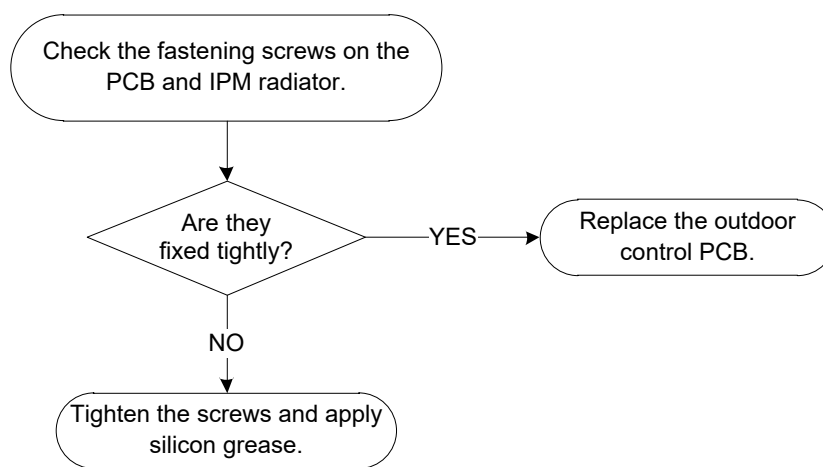 Check the fastening screws on the
PCB and IPM radiator.
Are they
fixed tightly?
YES
Replace the outdoor
control PCB.
NO
Tighten the screws and apply
silicon grease.